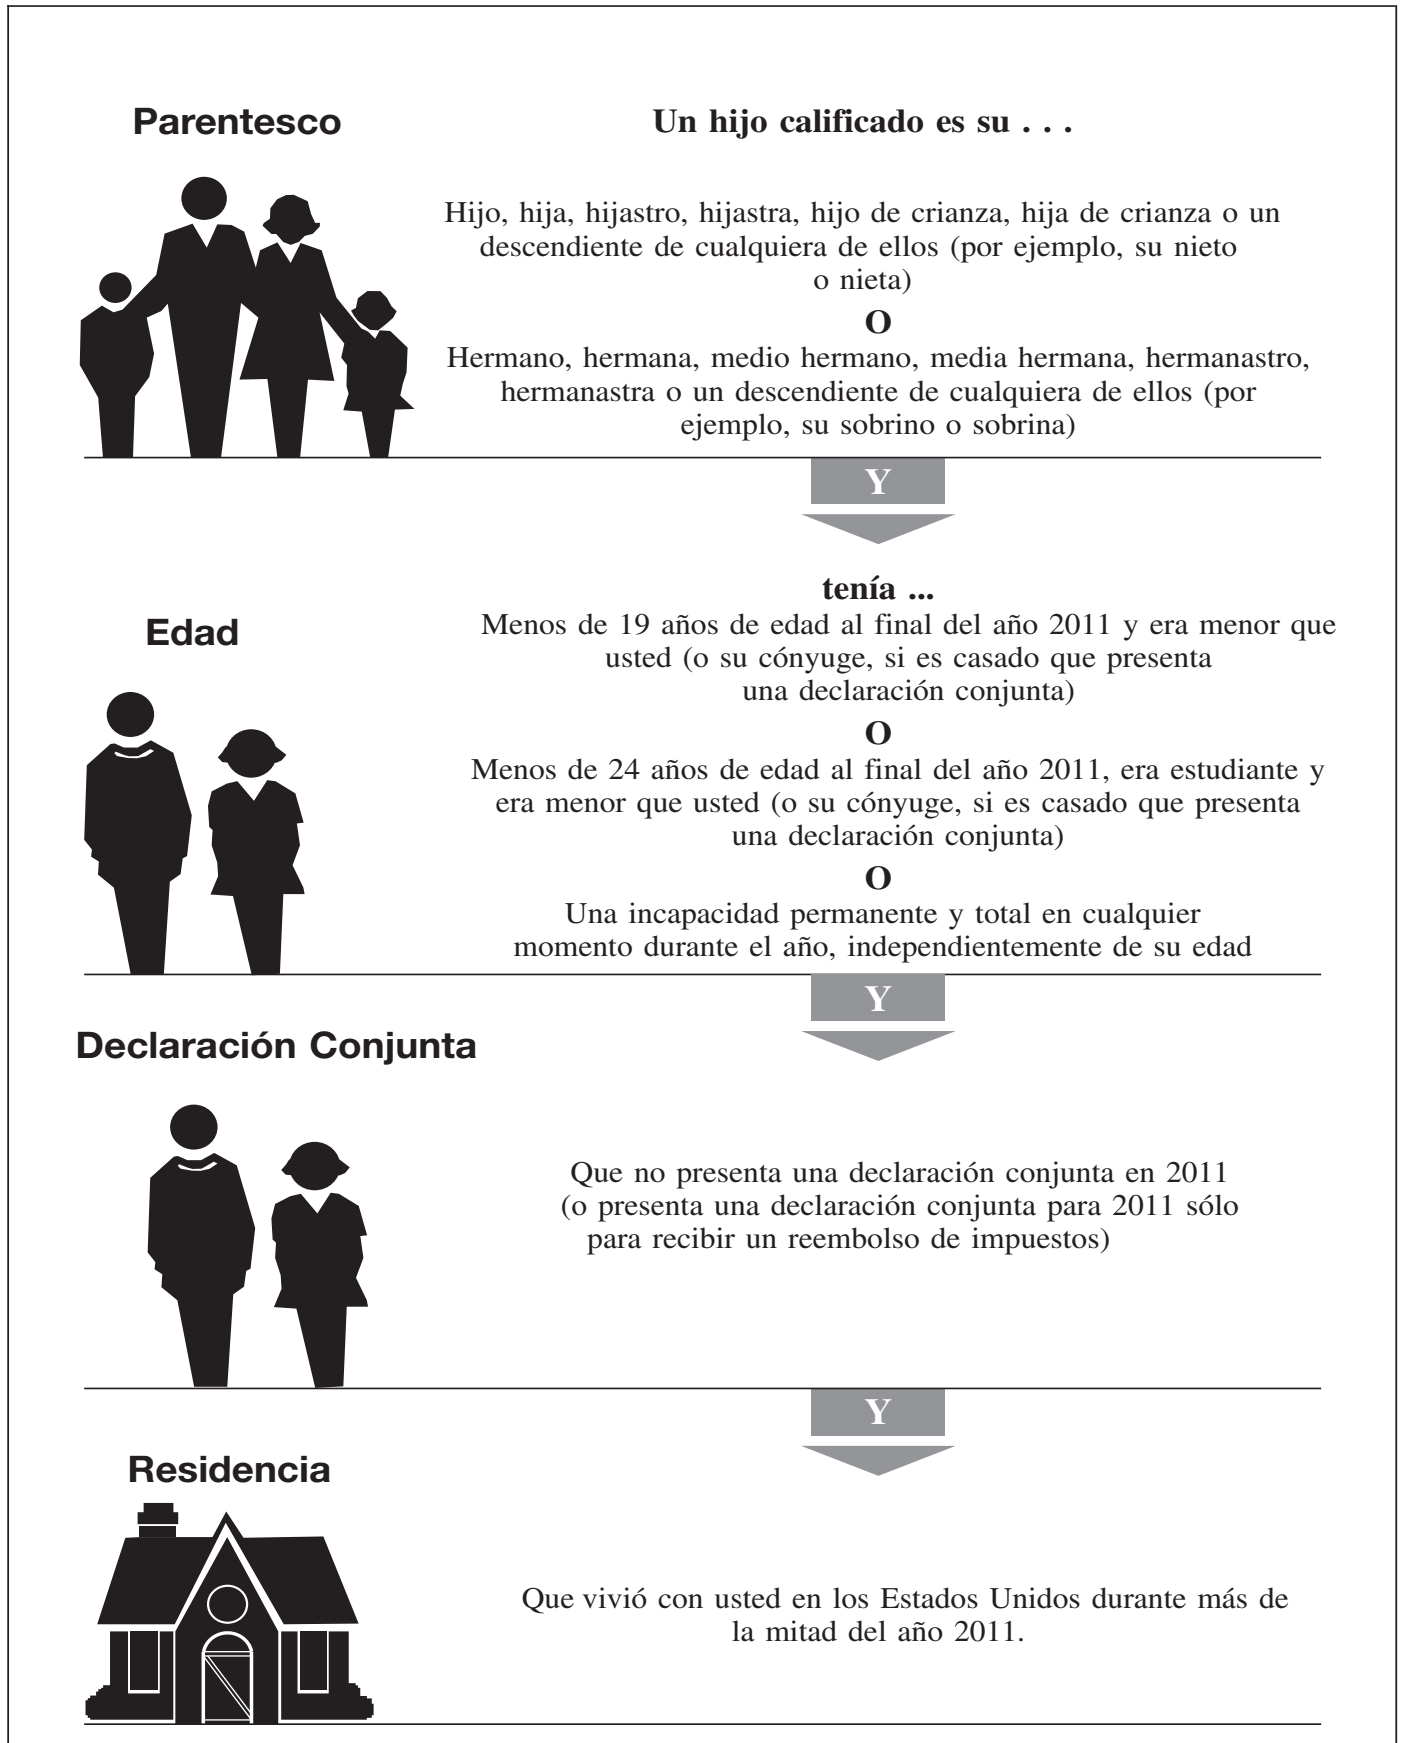 Parentesco
Un hijo calificado es su . . .
Hijo, hija, hijastro, hijastra, hijo de crianza, hija de crianza o un
descendiente de cualquiera de ellos (por ejemplo, su nieto
o nieta)
O
Hermano, hermana, medio hermano, media hermana, hermanastro,
hermanastra o un descendiente de cualquiera de ellos (por
ejemplo, su sobrino o sobrina)
Y
Edad
tenía ...
Menos de 19 años de edad al final del año 2011 y era menor que
usted (o su cónyuge, si es casado que presenta
una declaración conjunta)
O
Menos de 24 años de edad al final del año 2011, era estudiante y
era menor que usted (o su cónyuge, si es casado que presenta
una declaración conjunta)
O
Una incapacidad permanente y total en cualquier
momento durante el año, independientemente de su edad
Y
Declaración Conjunta
Que no presenta una declaración conjunta en 2011
(o presenta una declaración conjunta para 2011 sólo
para recibir un reembolso de impuestos)
Y
Residencia
Que vivió con usted en los Estados Unidos durante más de
la mitad del año 2011.